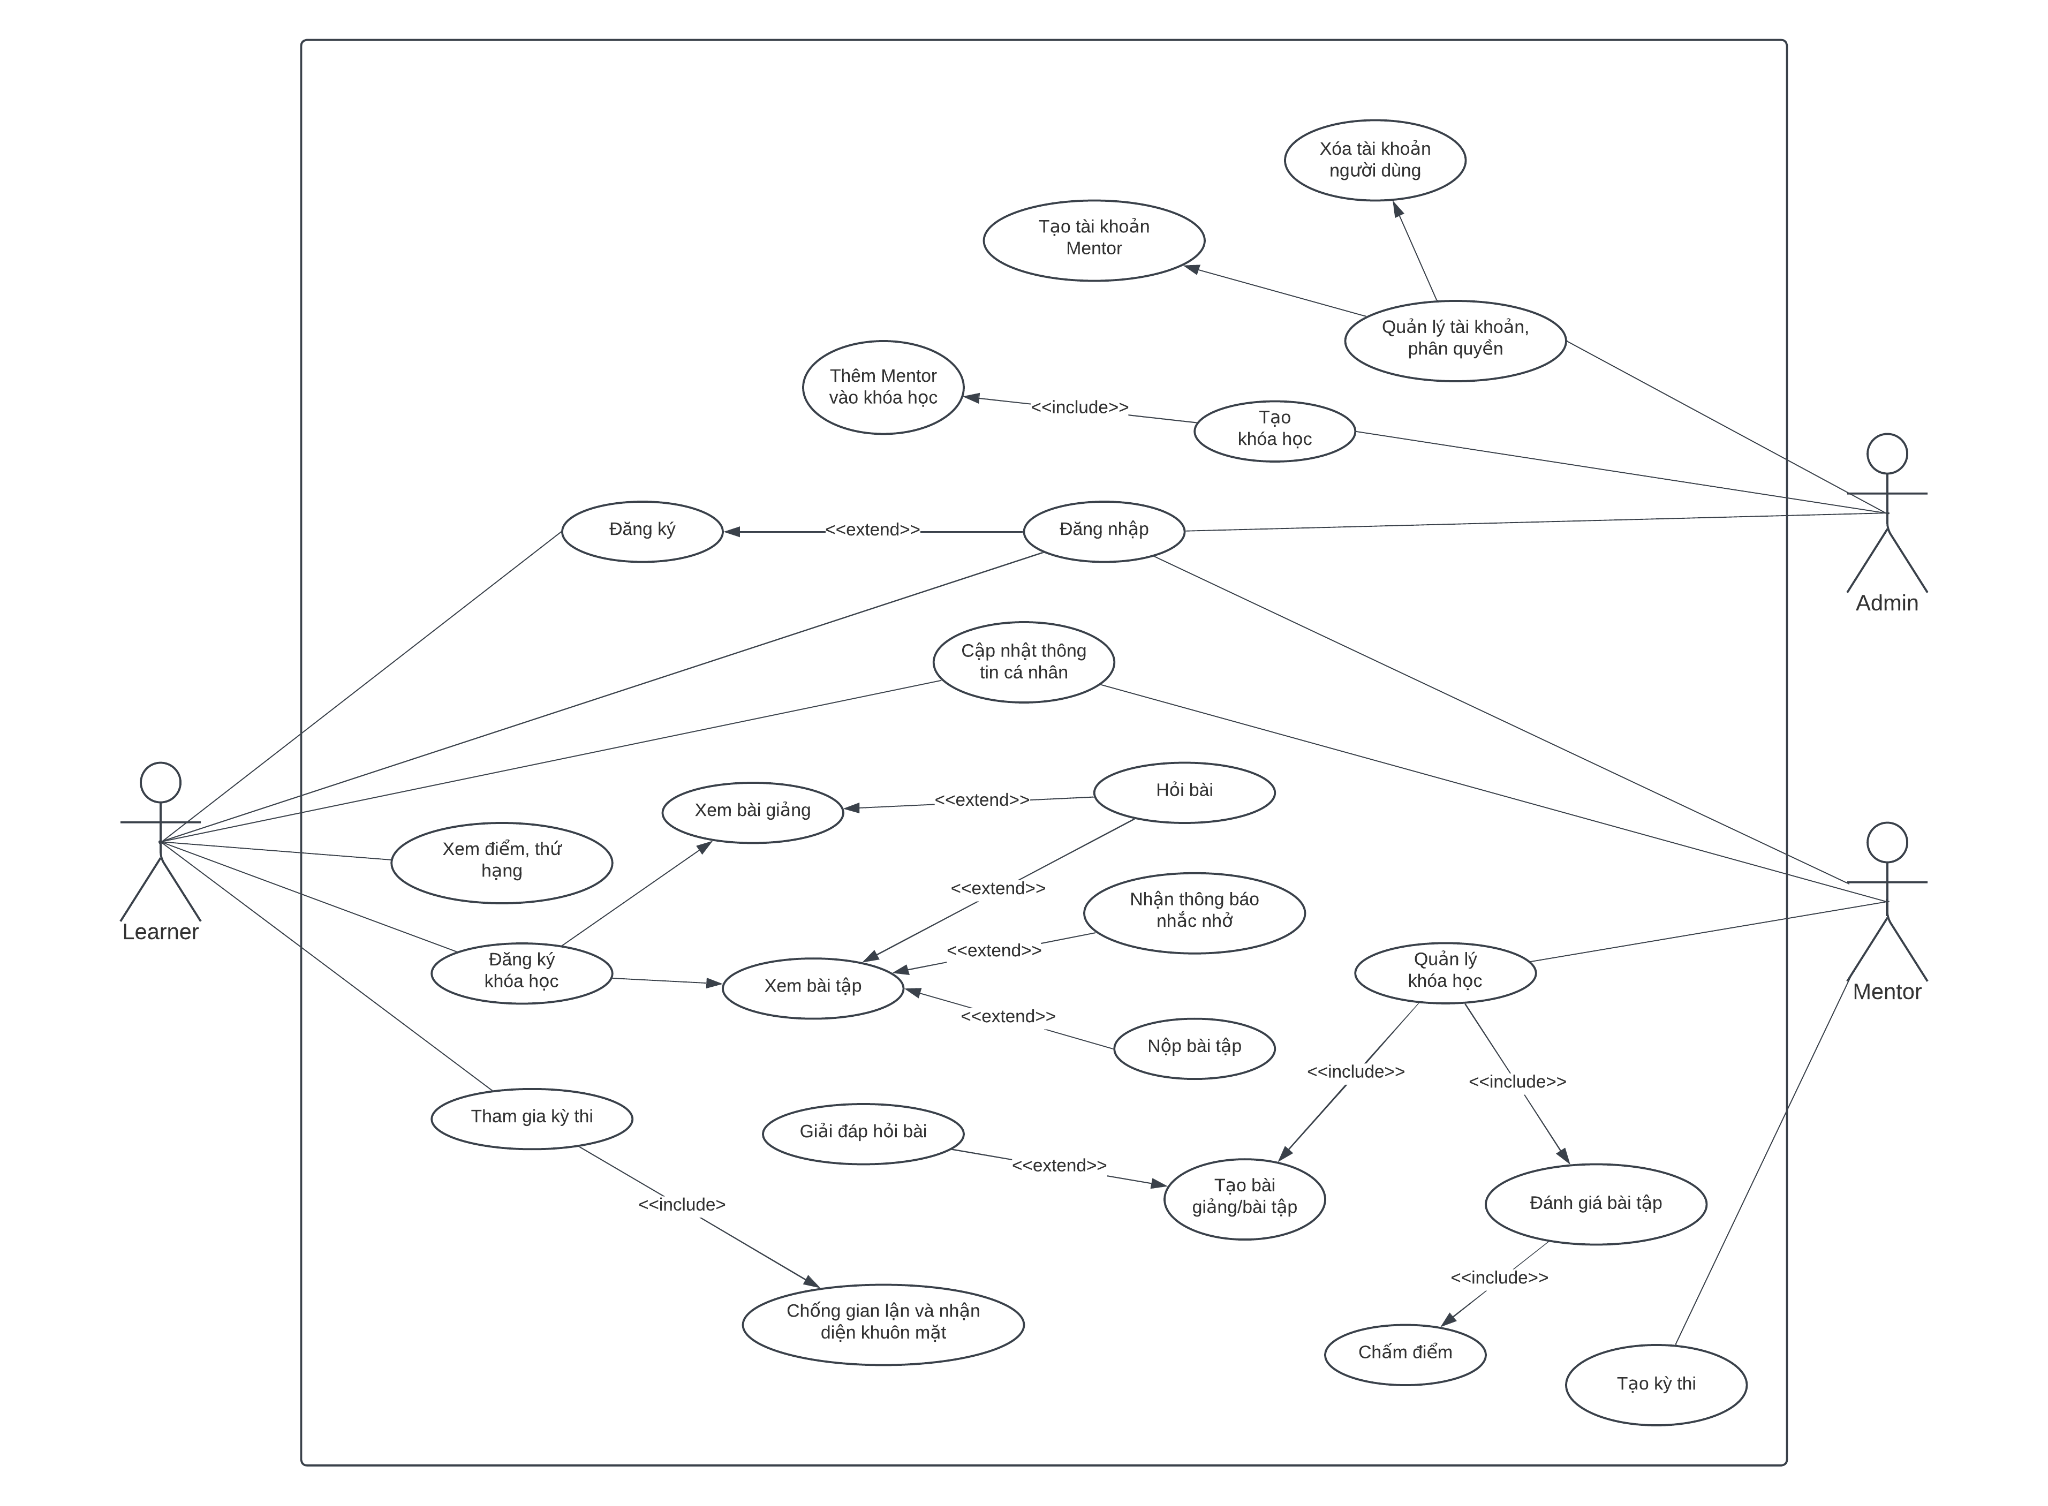 Xóa tài khoản
người dùng
Tạo tài khoản
Mentor
Quản lý tài khoản,
phân quyền
Thêm Mentor
vào khóa học
<<include>>
Tạo
khóa học
Đăng ký
<<extend>>
Đăng nhập
Admin
Cập nhật thông
tin cá nhân
Xem bài giảng
<<extend>>
Hỏi bài
Xem điểm, thứ
hạng
<<extend>>
Nhận thông báo
nhắc nhở
Learner
<<extend>>
Đăng ký
khóa học
Xem bài tập
Quản lý
khóa học
Mentor
<<extend>>
Nộp bài tập
<<include>>
<<include>>
Tham gia kỳ thi
Giải đáp hỏi bài
<<extend>>
Tạo bài
giảng/bài tập
Đánh giá bài tập
<<include>
<<include>>
Chống gian lận và nhận
diện khuôn mặt
Chấm điểm
Tạo kỳ thi